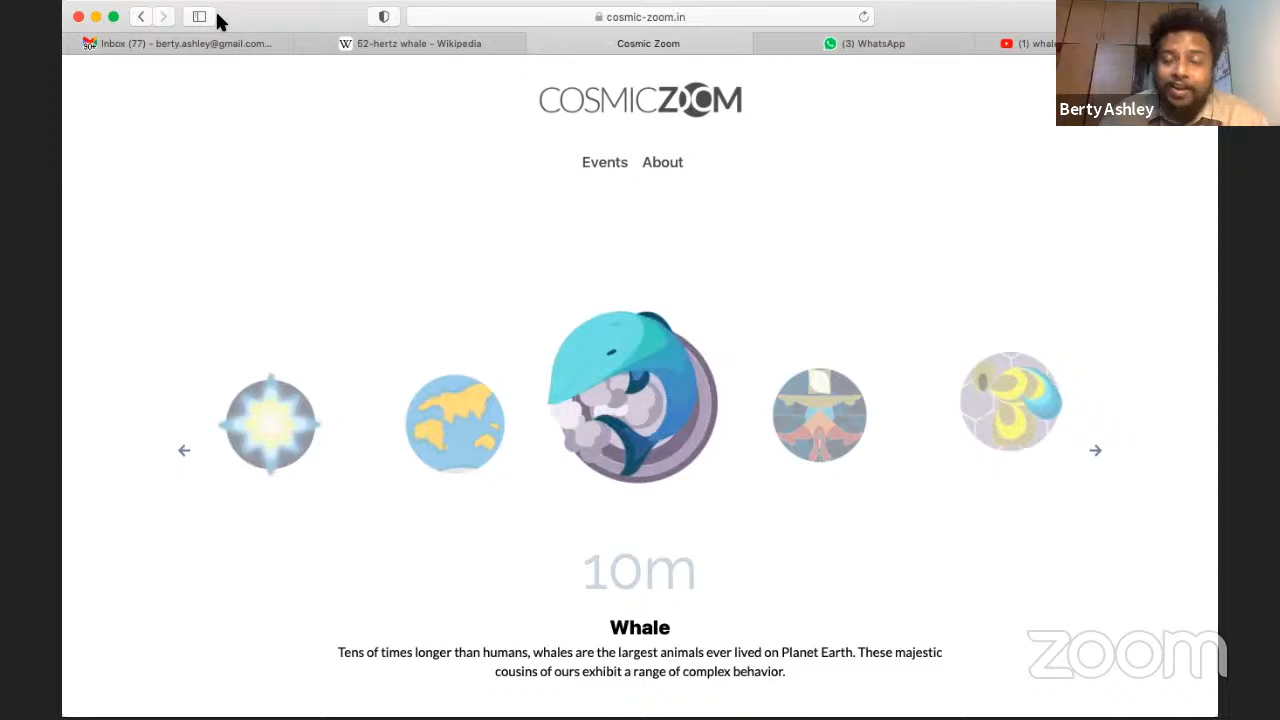 cosmic-zoom.in
Inbox (77) – berty.ashley@gmail.com...
W 52-hertz whale - Wikipedia
Cosmic Zoom
(3) WhatsApp
(1) whale
Berty Ashley
COSMICZOOM
Events About
10m
Whale
Tens of times longer than humans, whales are the largest animals ever lived on Planet Earth. These majestic
cousins of ours exhibit a range of complex behavior.
zoom